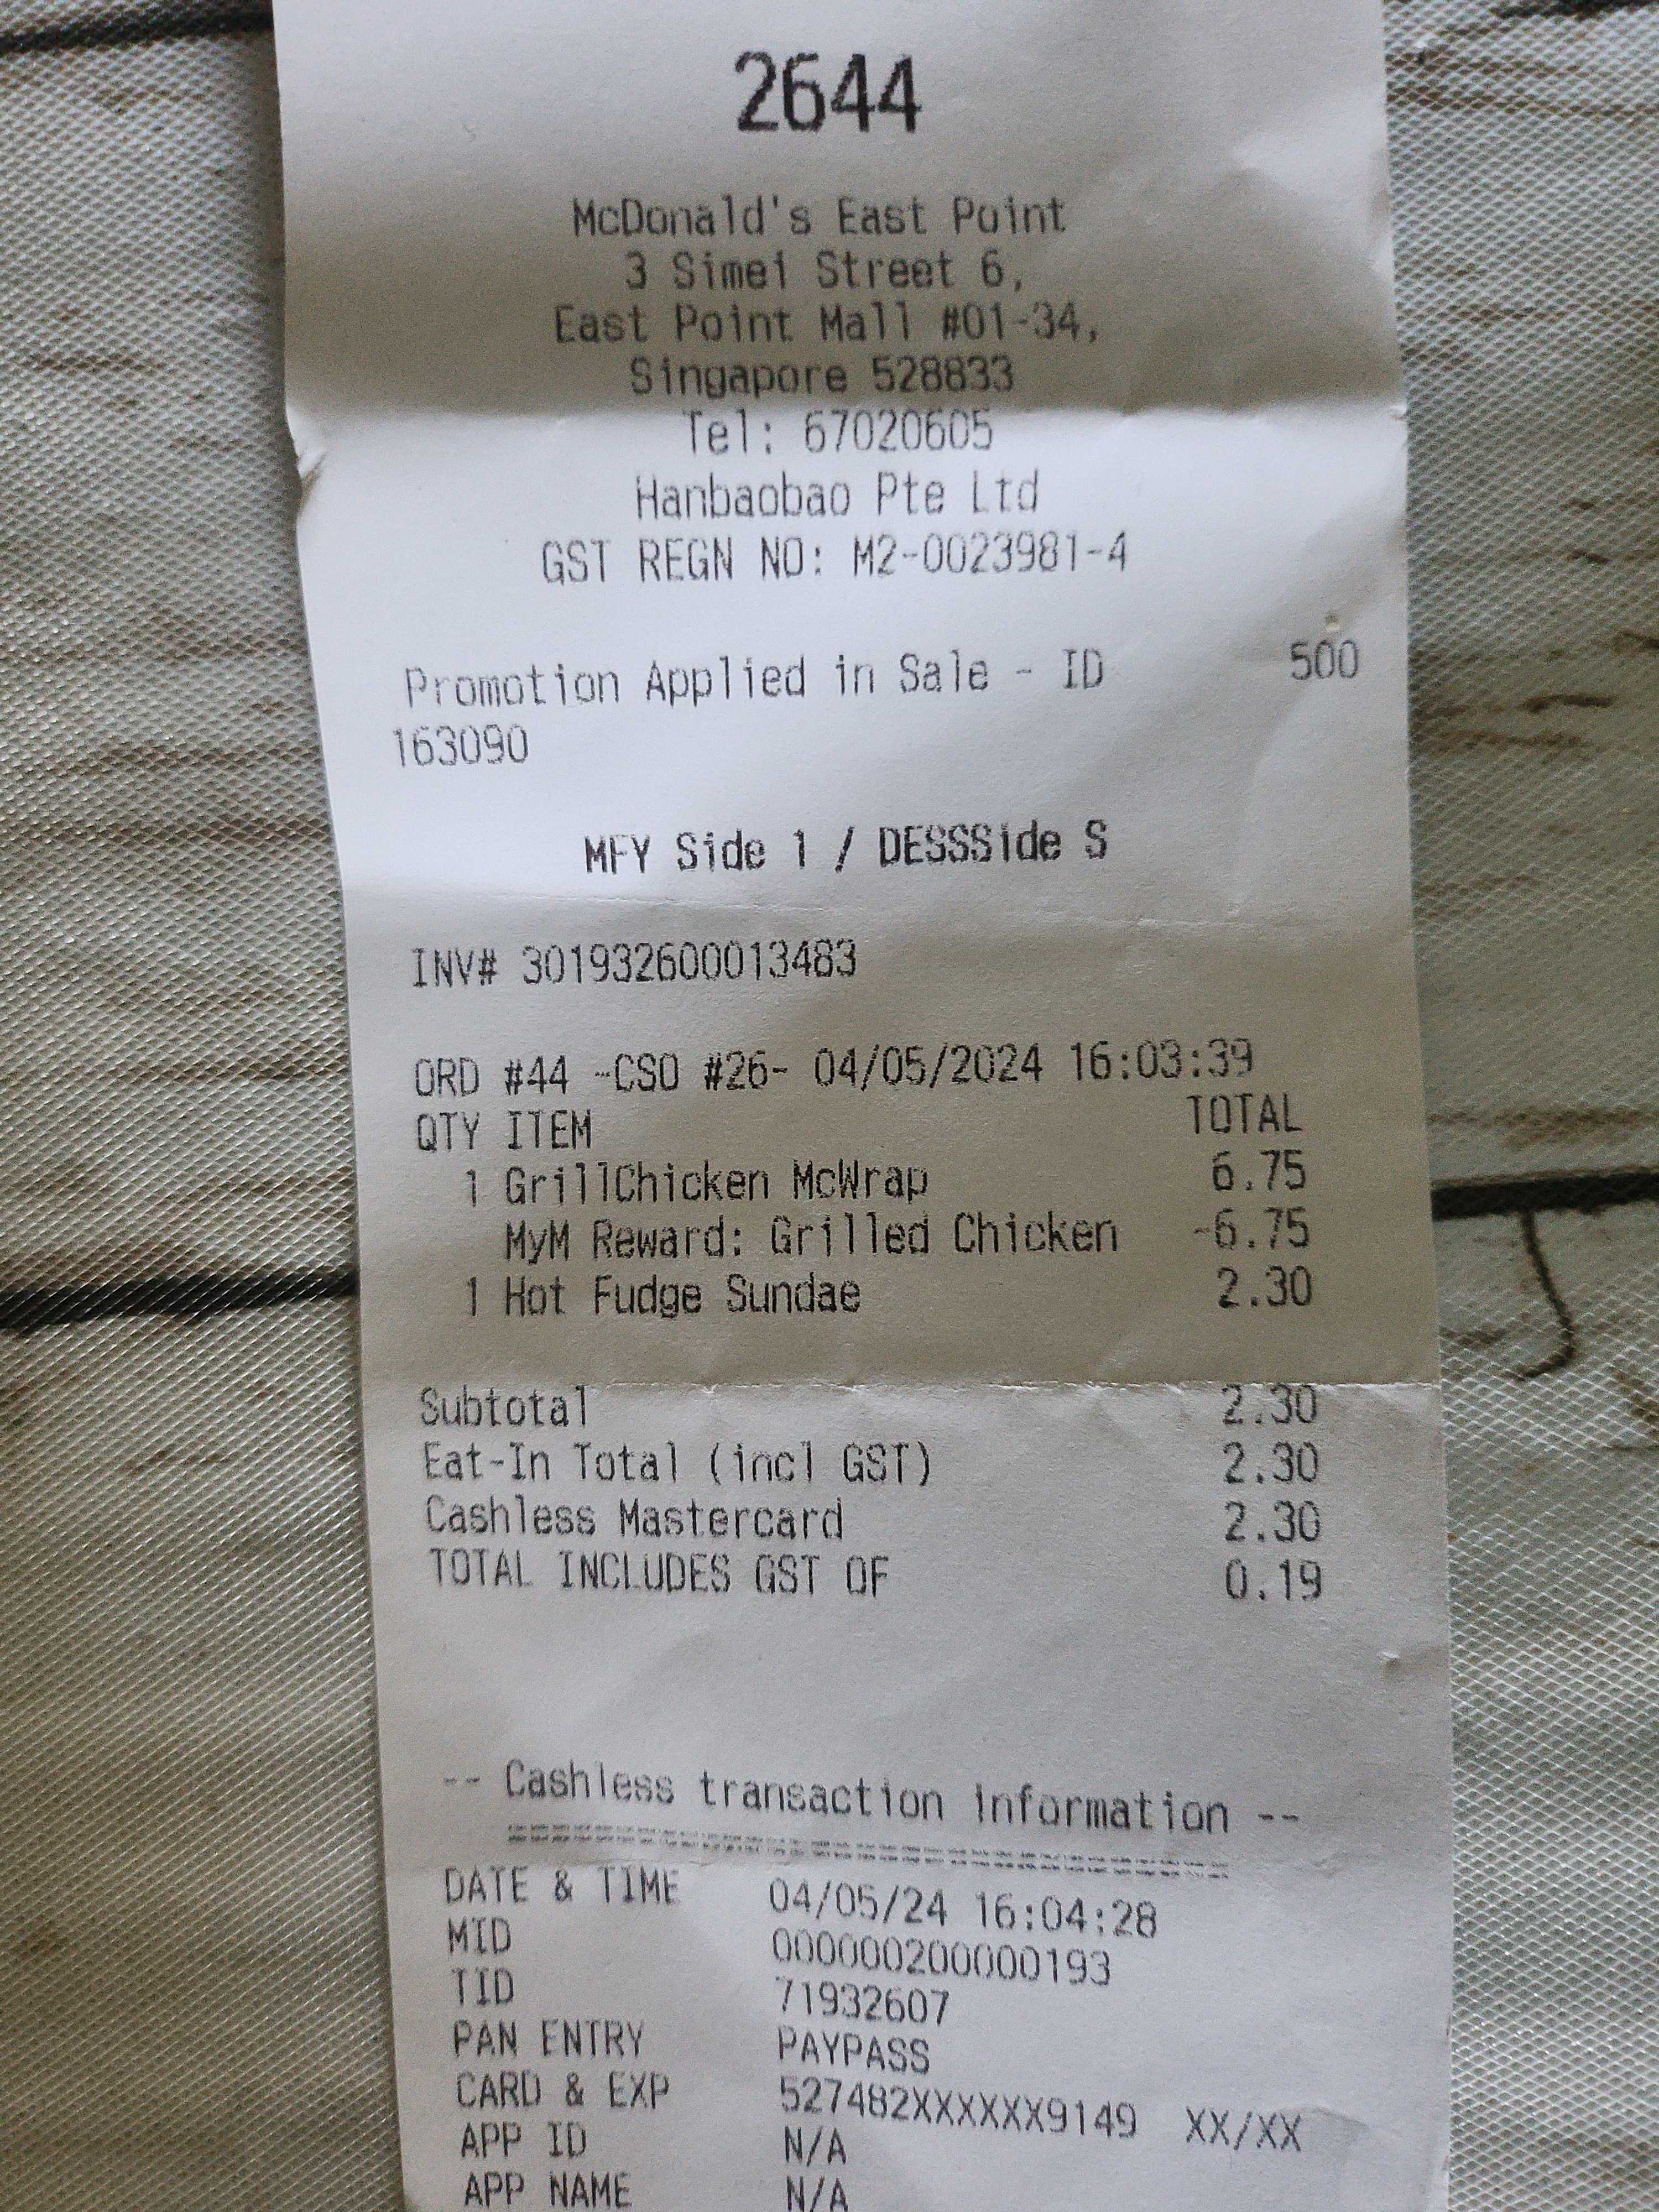 2644
McDonald's East Point
3 Simei Street 6,
East Point Mall #01-34,
Singapore 528833
Tel: 67020605
Hanbaobao Pte Ltd
GST REGN NO: M2-0023981-4
Promotion Applied in Sale - ID 500
163090
MFY Side 1 / DESSSide S
INV# 301932600013483
ORD #44 -CSO #26- 04/05/2024 16:03:39
QTY ITEM TOTAL
1 GrillChicken McWrap 6.75
MyM Reward: Grilled Chicken -6.75
1 Hot Fudge Sundae 2.30
Subtotal 2.30
Eat-In Total (incl GST) 2.30
Cashless Mastercard 2.30
TOTAL INCLUDES GST OF 0.19
-- Cashless transaction information --
DATE & TIME 04/05/24 16:04:28
MID 000000200000193
TID 71932607
PAN ENTRY PAYPASS
CARD & EXP 527482XXXXXX9149 XX/XX
APP ID N/A
APP NAME N/A